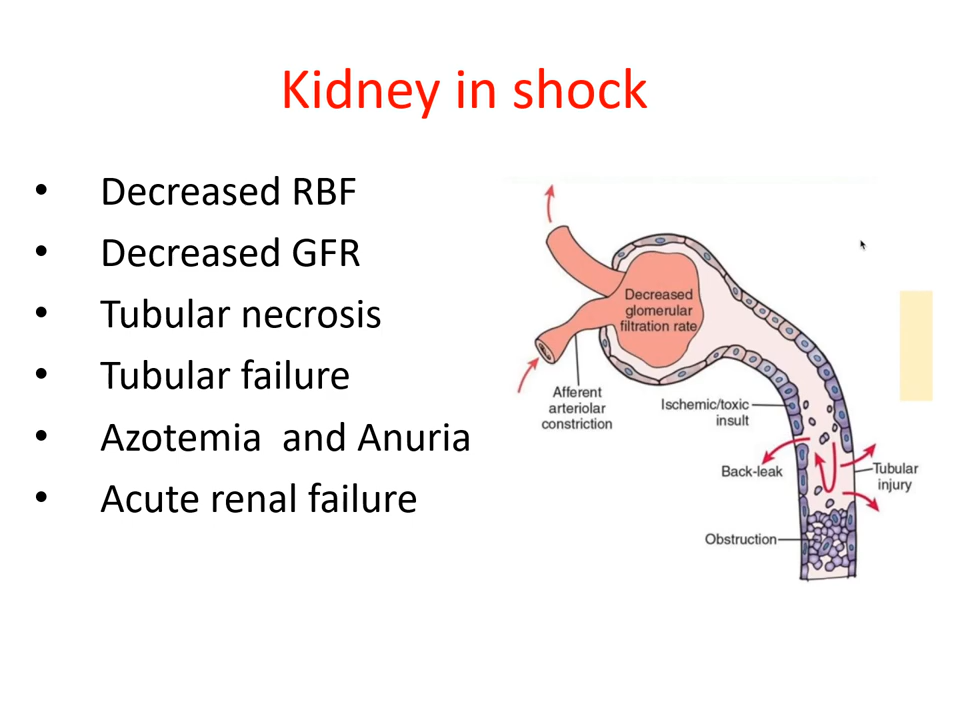 Kidney in shock
• Decreased RBF
• Decreased GFR
• Tubular necrosis
• Tubular failure
• Azotemia  and Anuria
• Acute renal failure
Decreased
glomerular
filtration rate
Afferent
arteriolar
constriction
Ischemic/toxic
insult
Back-leak
Tubular
injury
Obstruction